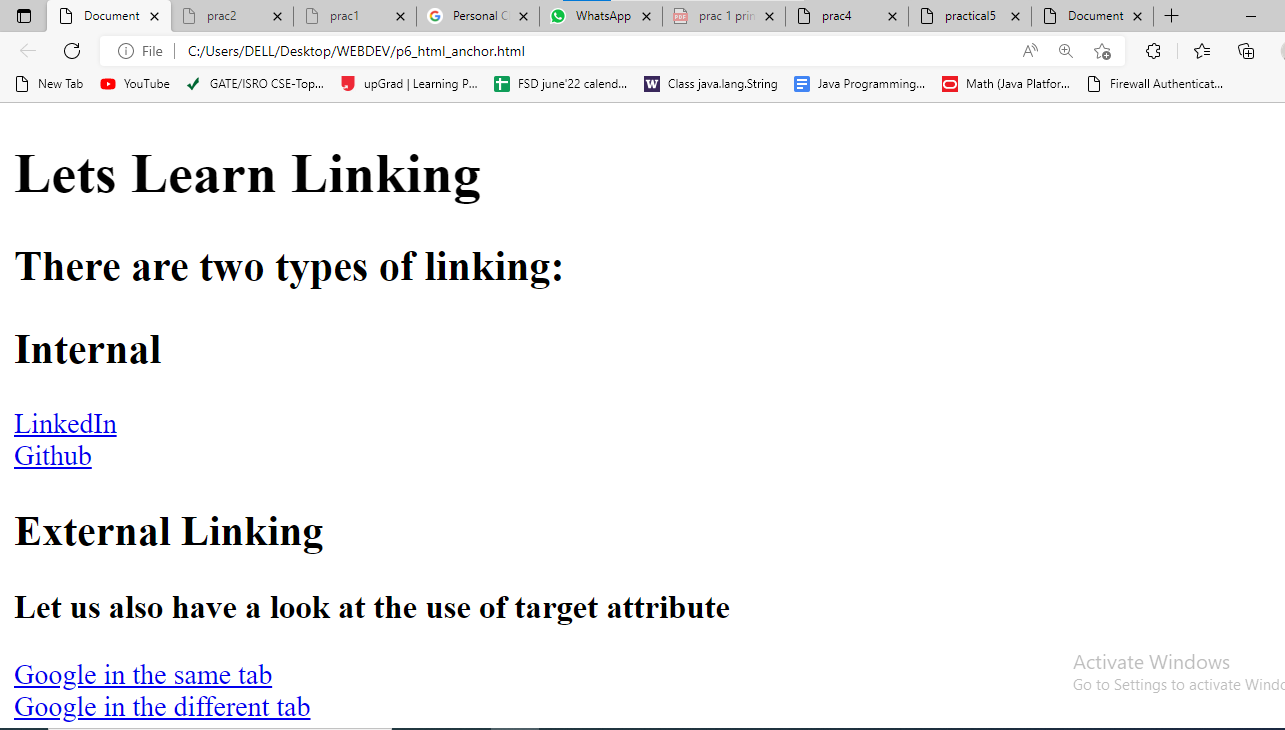 Document prac2 prac1 Personal C WhatsApp prac 1 prin prac4 practical5 Document
File C:/Users/DELL/Desktop/WEBDEV/p6_html_anchor.html
New Tab YouTube GATE/ISRO CSE-Top... upGrad | Learning P... FSD june'22 calend... Class java.lang.String Java Programming... Math (Java Platfor... Firewall Authenticat...
Lets Learn Linking
There are two types of linking:
Internal
LinkedIn
Github
External Linking
Let us also have a look at the use of target attribute
Google in the same tab
Google in the different tab
Activate Windows
Go to Settings to activate Windo